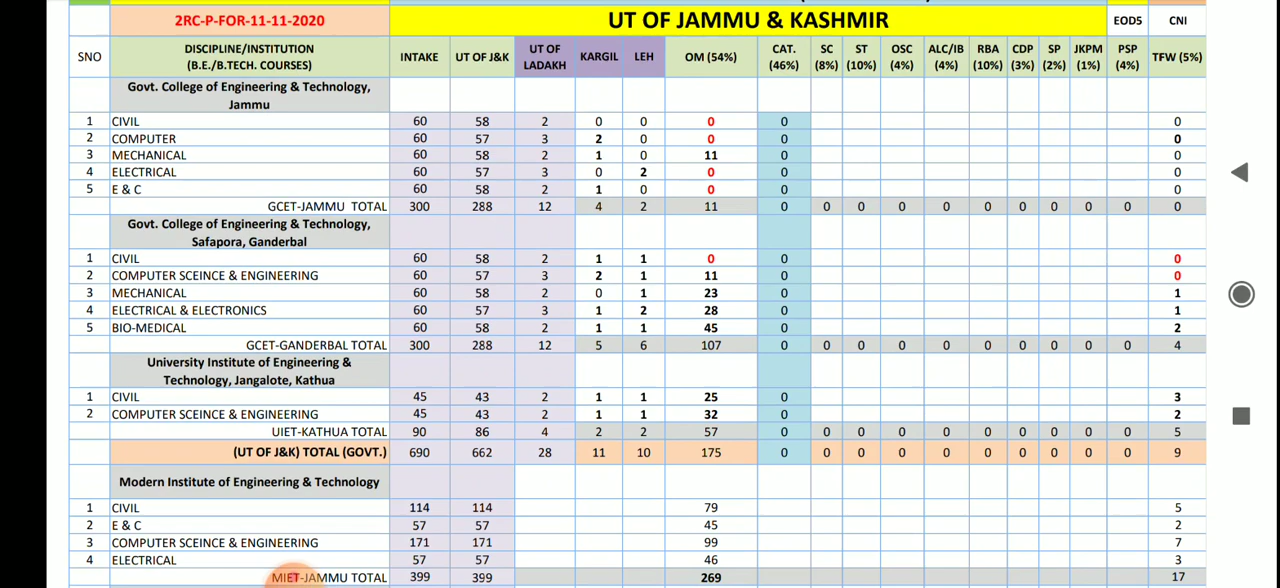 2RC-P-FOR-11-11-2020 UT OF JAMMU & KASHMIR EOD5 CNI
SNO DISCIPLINE/INSTITUTION (B.E./B.TECH. COURSES) INTAKE UT OF J&K UT OF LADAKH KARGIL LEH OM (54%) CAT. (46%) SC (8%) ST (10%) OSC (4%) ALC/IB (4%) RBA (10%) CDP (3%) SP (2%) JKPM (1%) PSP (4%) TFW (5%)
Govt. College of Engineering & Technology,
Jammu
1 CIVIL 60 58 2 0 0 0 0 0
2 COMPUTER 60 57 3 2 0 0 0 0
3 MECHANICAL 60 58 2 1 0 11 0 0
4 ELECTRICAL 60 57 3 0 2 0 0 0
5 E & C 60 58 2 1 0 0 0 0
GCET-JAMMU TOTAL 300 288 12 4 2 11 0 0 0 0 0 0 0 0 0 0 0
Govt. College of Engineering & Technology,
Safapora, Ganderbal
1 CIVIL 60 58 2 1 1 0 0 0
2 COMPUTER SCEINCE & ENGINEERING 60 57 3 2 1 11 0 0
3 MECHANICAL 60 58 2 0 1 23 0 1
4 ELECTRICAL & ELECTRONICS 60 57 3 1 2 28 0 1
5 BIO-MEDICAL 60 58 2 1 1 45 0 2
GCET-GANDERBAL TOTAL 300 288 12 5 6 107 0 0 0 0 0 0 0 0 0 0 4
University Institute of Engineering &
Technology, Jangalote, Kathua
1 CIVIL 45 43 2 1 1 25 0 3
2 COMPUTER SCEINCE & ENGINEERING 45 43 2 1 1 32 0 2
UIET-KATHUA TOTAL 90 86 4 2 2 57 0 0 0 0 0 0 0 0 0 0 5
(UT OF J&K) TOTAL (GOVT.) 690 662 28 11 10 175 0 0 0 0 0 0 0 0 0 0 9
Modern Institute of Engineering & Technology
1 CIVIL 114 114 79 5
2 E & C 57 57 45 2
3 COMPUTER SCEINCE & ENGINEERING 171 171 99 7
4 ELECTRICAL 57 57 46 3
MIET-JAMMU TOTAL 399 399 269 17